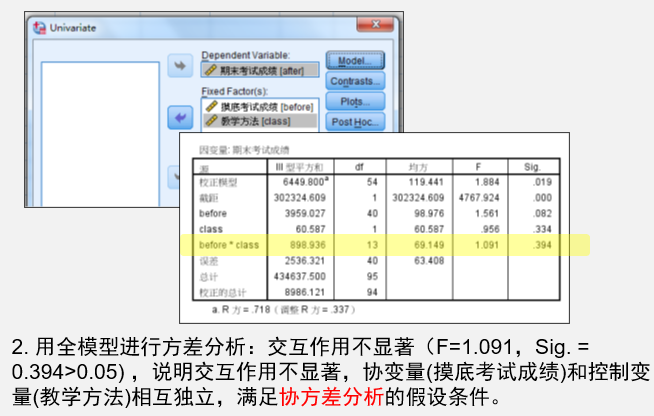 Univariate
Dependent Variable:
期末考试成绩 [after]
Fixed Factor(s):
摸底考试成绩 [before]
教学方法 [class]
Model...
Contrasts...
Plots...
Post Hoc...
因变量: 期末考试成绩
源 III 型平方和 df 均方 F Sig.
校正模型 6449.800a 54 119.441 1.884 .019
截距 302324.609 1 302324.609 4767.924 .000
before 3959.027 40 98.976 1.561 .082
class 60.587 1 60.587 .956 .334
before * class 898.936 13 69.149 1.091 .394
误差 2536.321 40 63.408
总计 434637.500 95
校正的总计 8986.121 94
a. R 方 = .718（调整 R 方 = .337）
2. 用全模型进行方差分析：交互作用不显著（F=1.091，Sig. =
0.394>0.05)，说明交互作用不显著，协变量(摸底考试成绩)和控制变
量(教学方法)相互独立，满足协方差分析的假设条件。